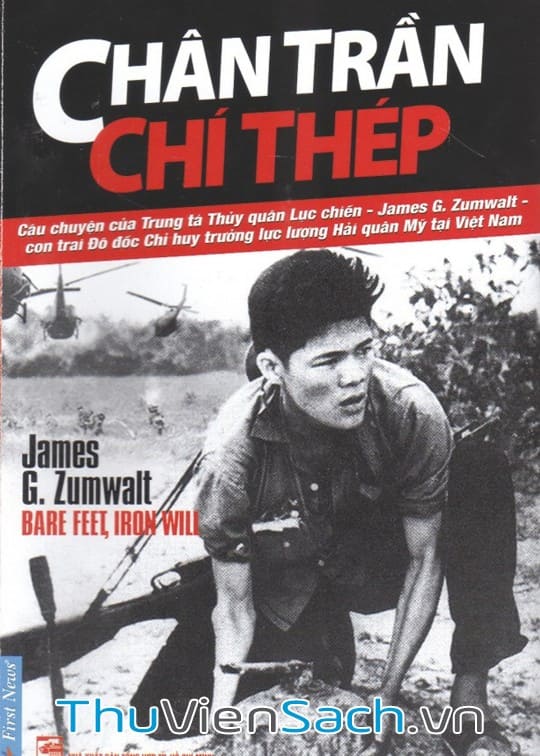 CHÂN TRẦN
CHÍ THÉP
Câu chuyện của Trung tá Thủy quân Lục chiến - James G. Zumwalt -
con trai Đô đốc Chỉ huy trưởng lực lượng Hải quân Mỹ tại Việt Nam
James
G. Zumwalt
BARE FEET, IRON WILL
First News®
ThuVienSach.vn